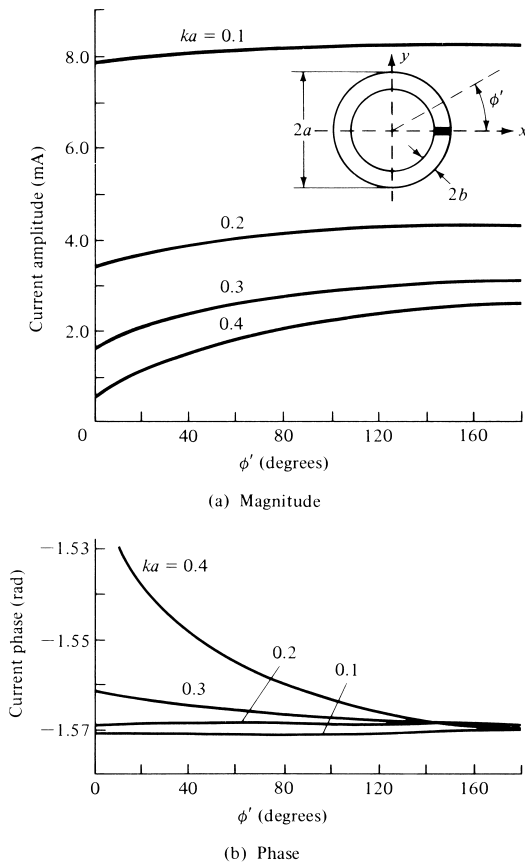 ka = 0.1
8.0
y
ϕ′
2a
x
6.0
2b
0.2
4.0
0.3
0.4
2.0
Current amplitude (mA)
0
40
80
120
160
ϕ′ (degrees)
(a) Magnitude
−1.53
ka = 0.4
−1.55
0.2
0.1
0.3
−1.57
Current phase (rad)
0
40
80
120
160
ϕ′ (degrees)
(b) Phase